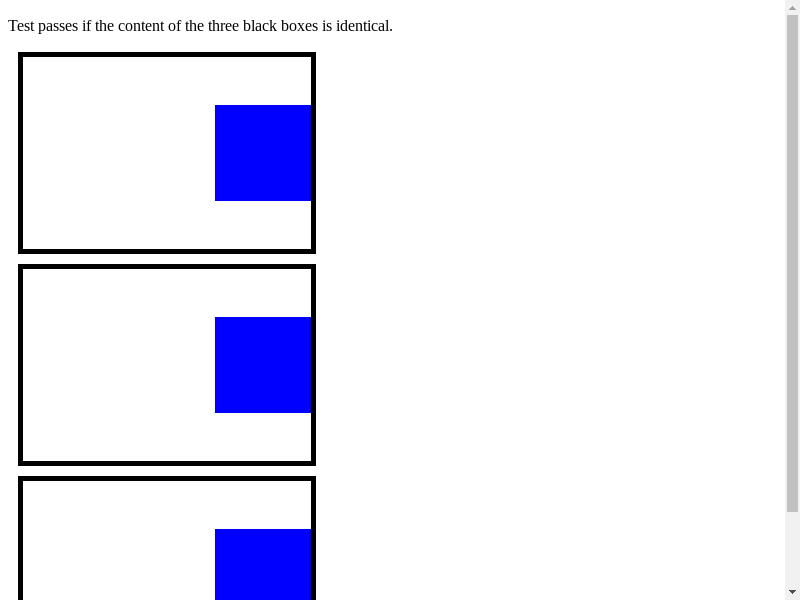 Test passes if the content of the three black boxes is identical.